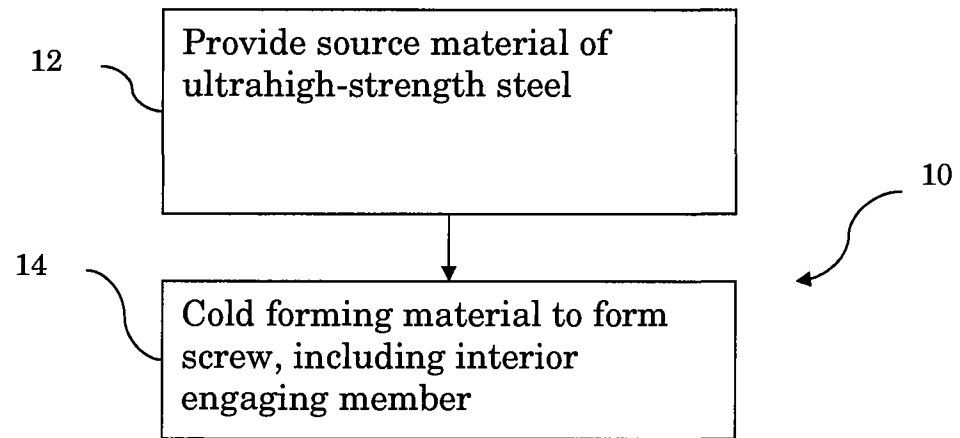 12
Provide source material of
ultrahigh-strength steel
10
14
Cold forming material to form
screw, including interior
engaging member